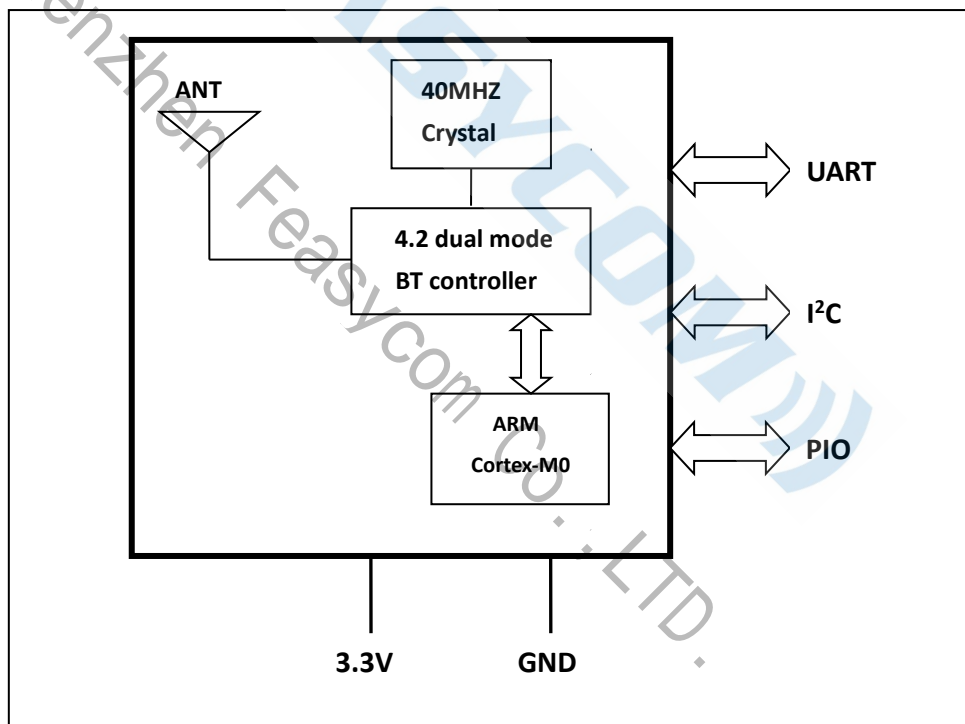 ANT
40MHZ
Crystal
4.2 dual mode
BT controller
ARM
Cortex-M0
UART
I²C
PIO
3.3V
GND
Feasycom Co.,LTD.